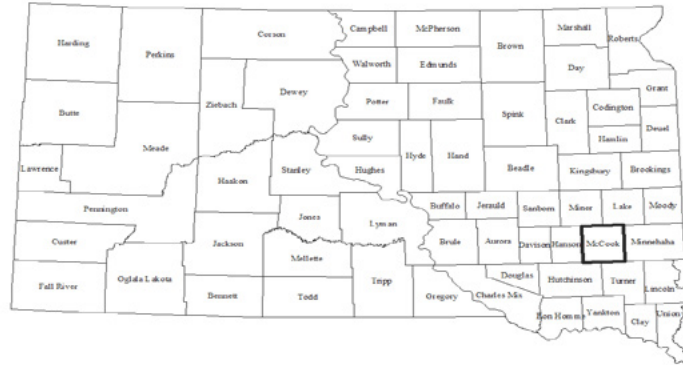 Harding
Perkins
Corson
Campbell
McPherson
Brown
Marshall
Roberts
Walworth
Edmunds
Day
Grant
Butte
Ziebach
Dewey
Potter
Faulk
Spink
Clark
Codington
Deuel
Hamlin
Lawrence
Meade
Sully
Hyde
Hand
Beadle
Kingsbury
Brookings
Haakon
Stanley
Hughes
Pennington
Jones
Lyman
Buffalo
Jerauld
Sanborn
Miner
Lake
Moody
Custer
Jackson
Brule
Aurora
Davison
Hanson
McCook
Minnehaha
Fall River
Oglala Lakota
Mellette
Tripp
Douglas
Hutchinson
Turner
Lincoln
Bennett
Todd
Gregory
Charles Mix
Bon Homme
Yankton
Clay
Union